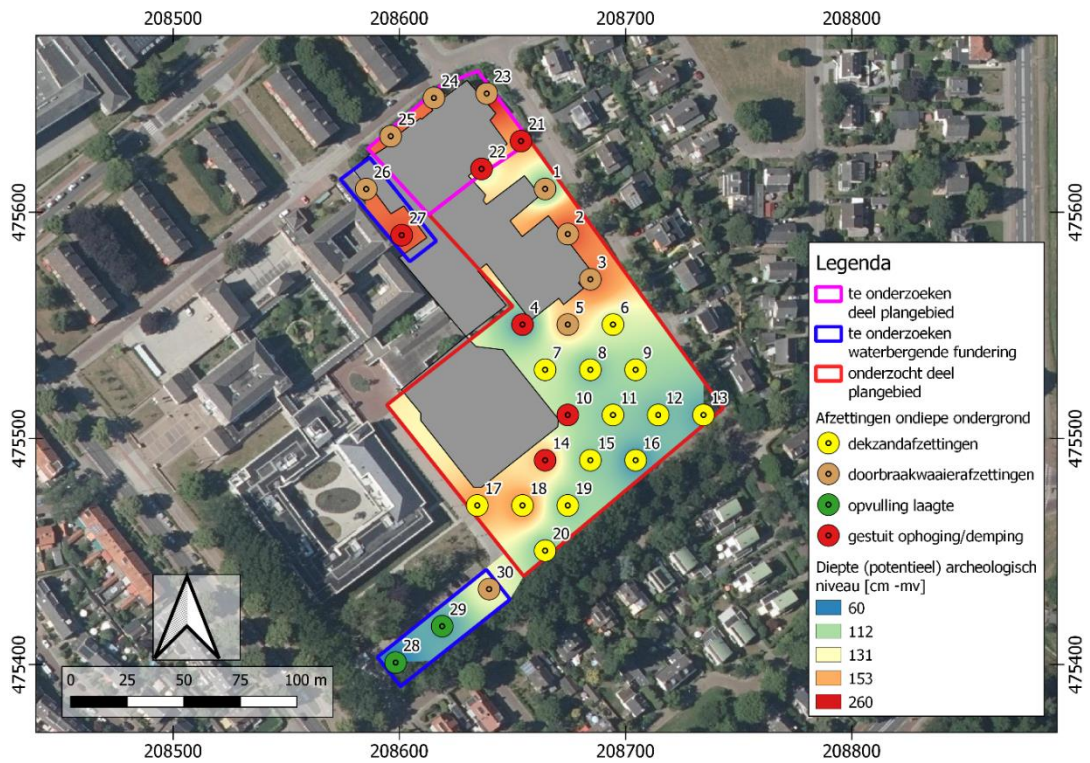 208500 208600 208700 208800
475600
475500
475400
475600
475500
475400
23
24
21
25
22
26
1
27
2
3
4
5
6
7
8
9
10
11
12
13
14
15
16
17
18
19
20
30
29
28
Legenda
te onderzoeken
deel plangebied
te onderzoeken
waterbergende fundering
onderzocht deel
plangebied
Afzettingen ondiepe ondergrond
dekzandafzettingen
doorbraakwaaierafzettingen
opvulling laagte
gestuit ophoging/demping
Diepte (potentieel) archeologisch
niveau [cm -mv]
60
112
131
153
260
0 25 50 75 100 m
208500 208600 208700 208800